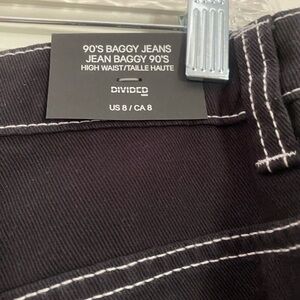 90'S BAGGY JEANS
JEAN BAGGY 90'S
HIGH WAIST/TAILLE HAUTE
DIVIDED
US 8 / CA 8